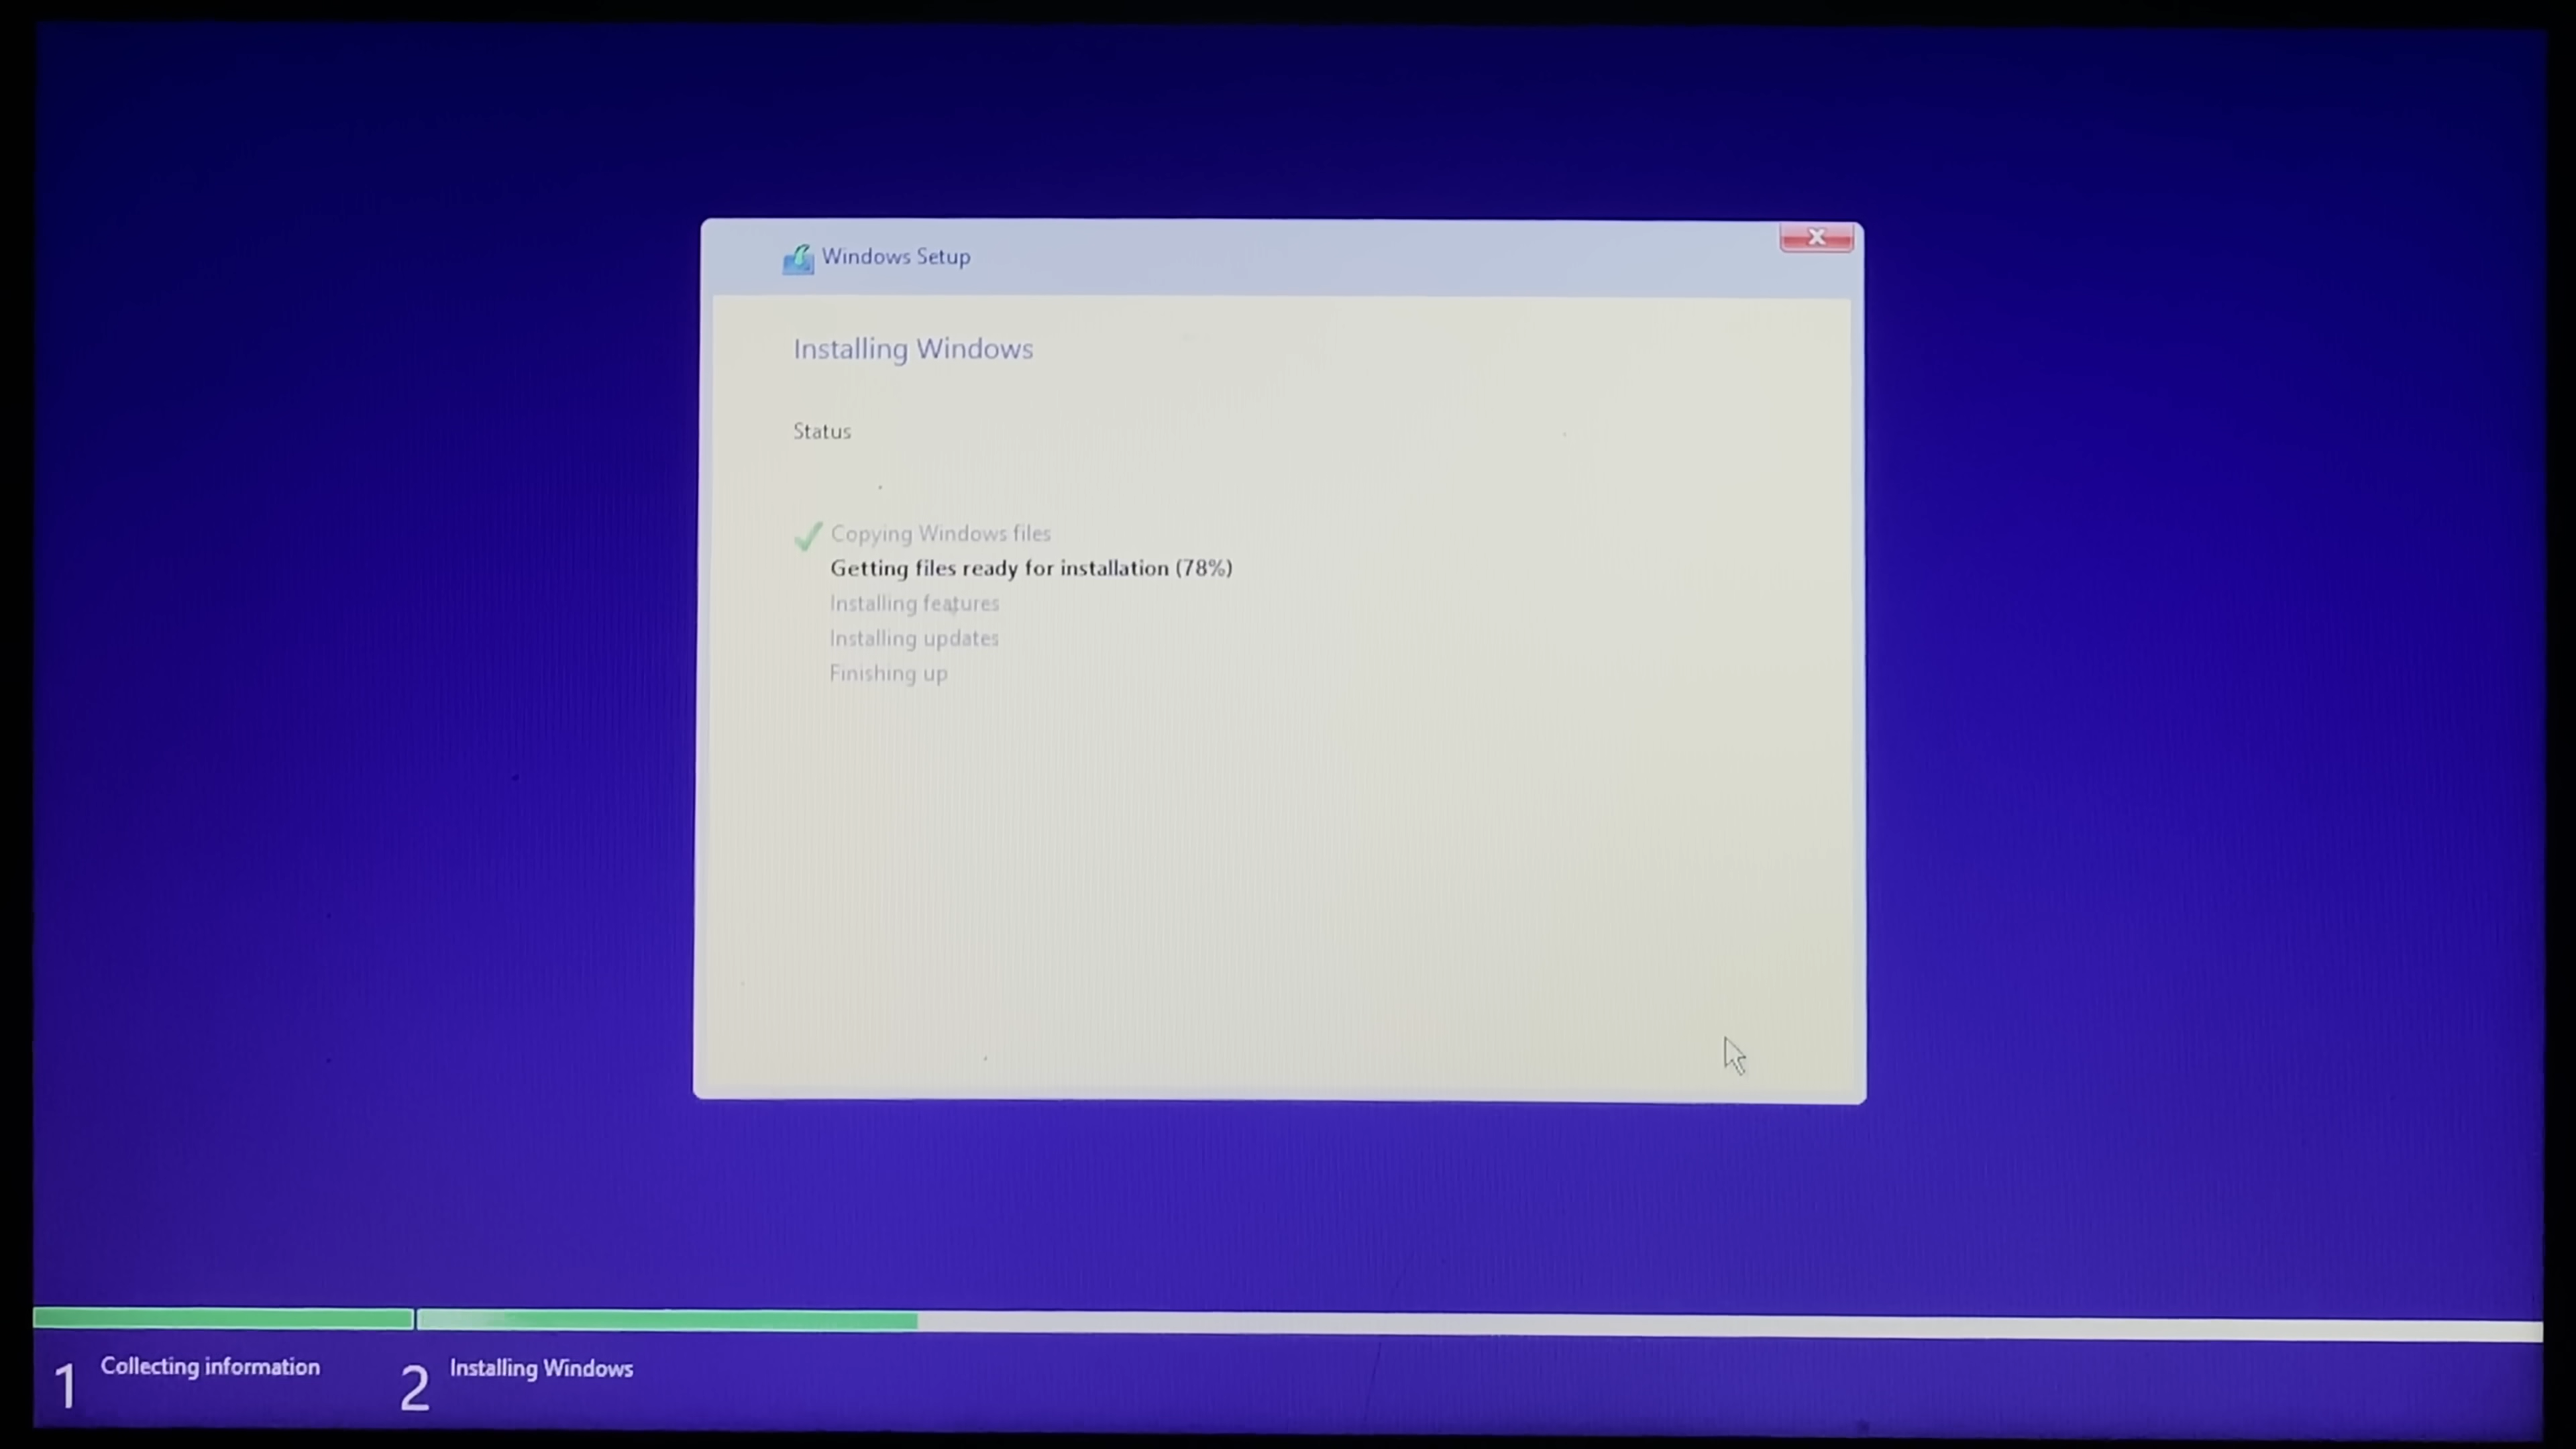 Windows Setup
Installing Windows
Status
Copying Windows files
Getting files ready for installation (78%)
Installing features
Installing updates
Finishing up
1 Collecting information
2 Installing Windows